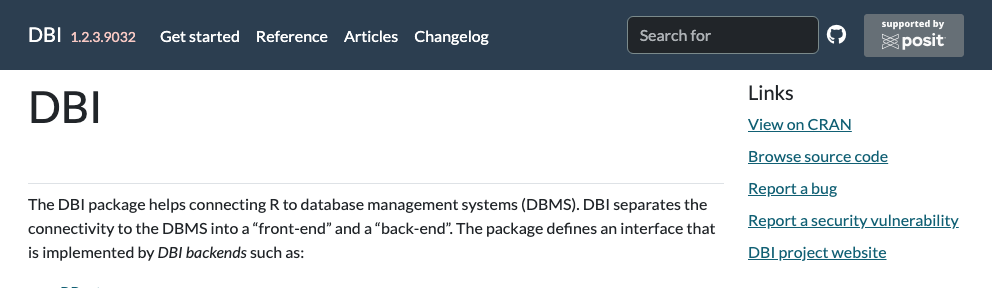 DBI 1.2.3.9032 Get started Reference Articles Changelog Search for supported by posit
DBI
The DBI package helps connecting R to database management systems (DBMS). DBI separates the
connectivity to the DBMS into a “front-end” and a “back-end”. The package defines an interface that
is implemented by DBI backends such as:
Links
View on CRAN
Browse source code
Report a bug
Report a security vulnerability
DBI project website